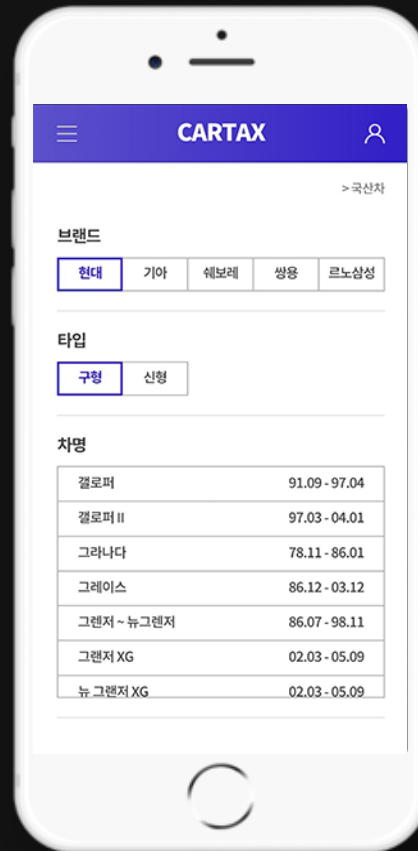 CARTAX
> 국산차
브랜드
현대 기아 쉐보레 쌍용 르노삼성
타입
구형 신형
차명
갤로퍼 91.09 - 97.04
갤로퍼 II 97.03 - 04.01
그라나다 78.11 - 86.01
그레이스 86.12 - 03.12
그렌저 ~ 뉴그렌저 86.07 - 98.11
그랜저 XG 02.03 - 05.09
뉴 그랜저 XG 02.03 - 05.09